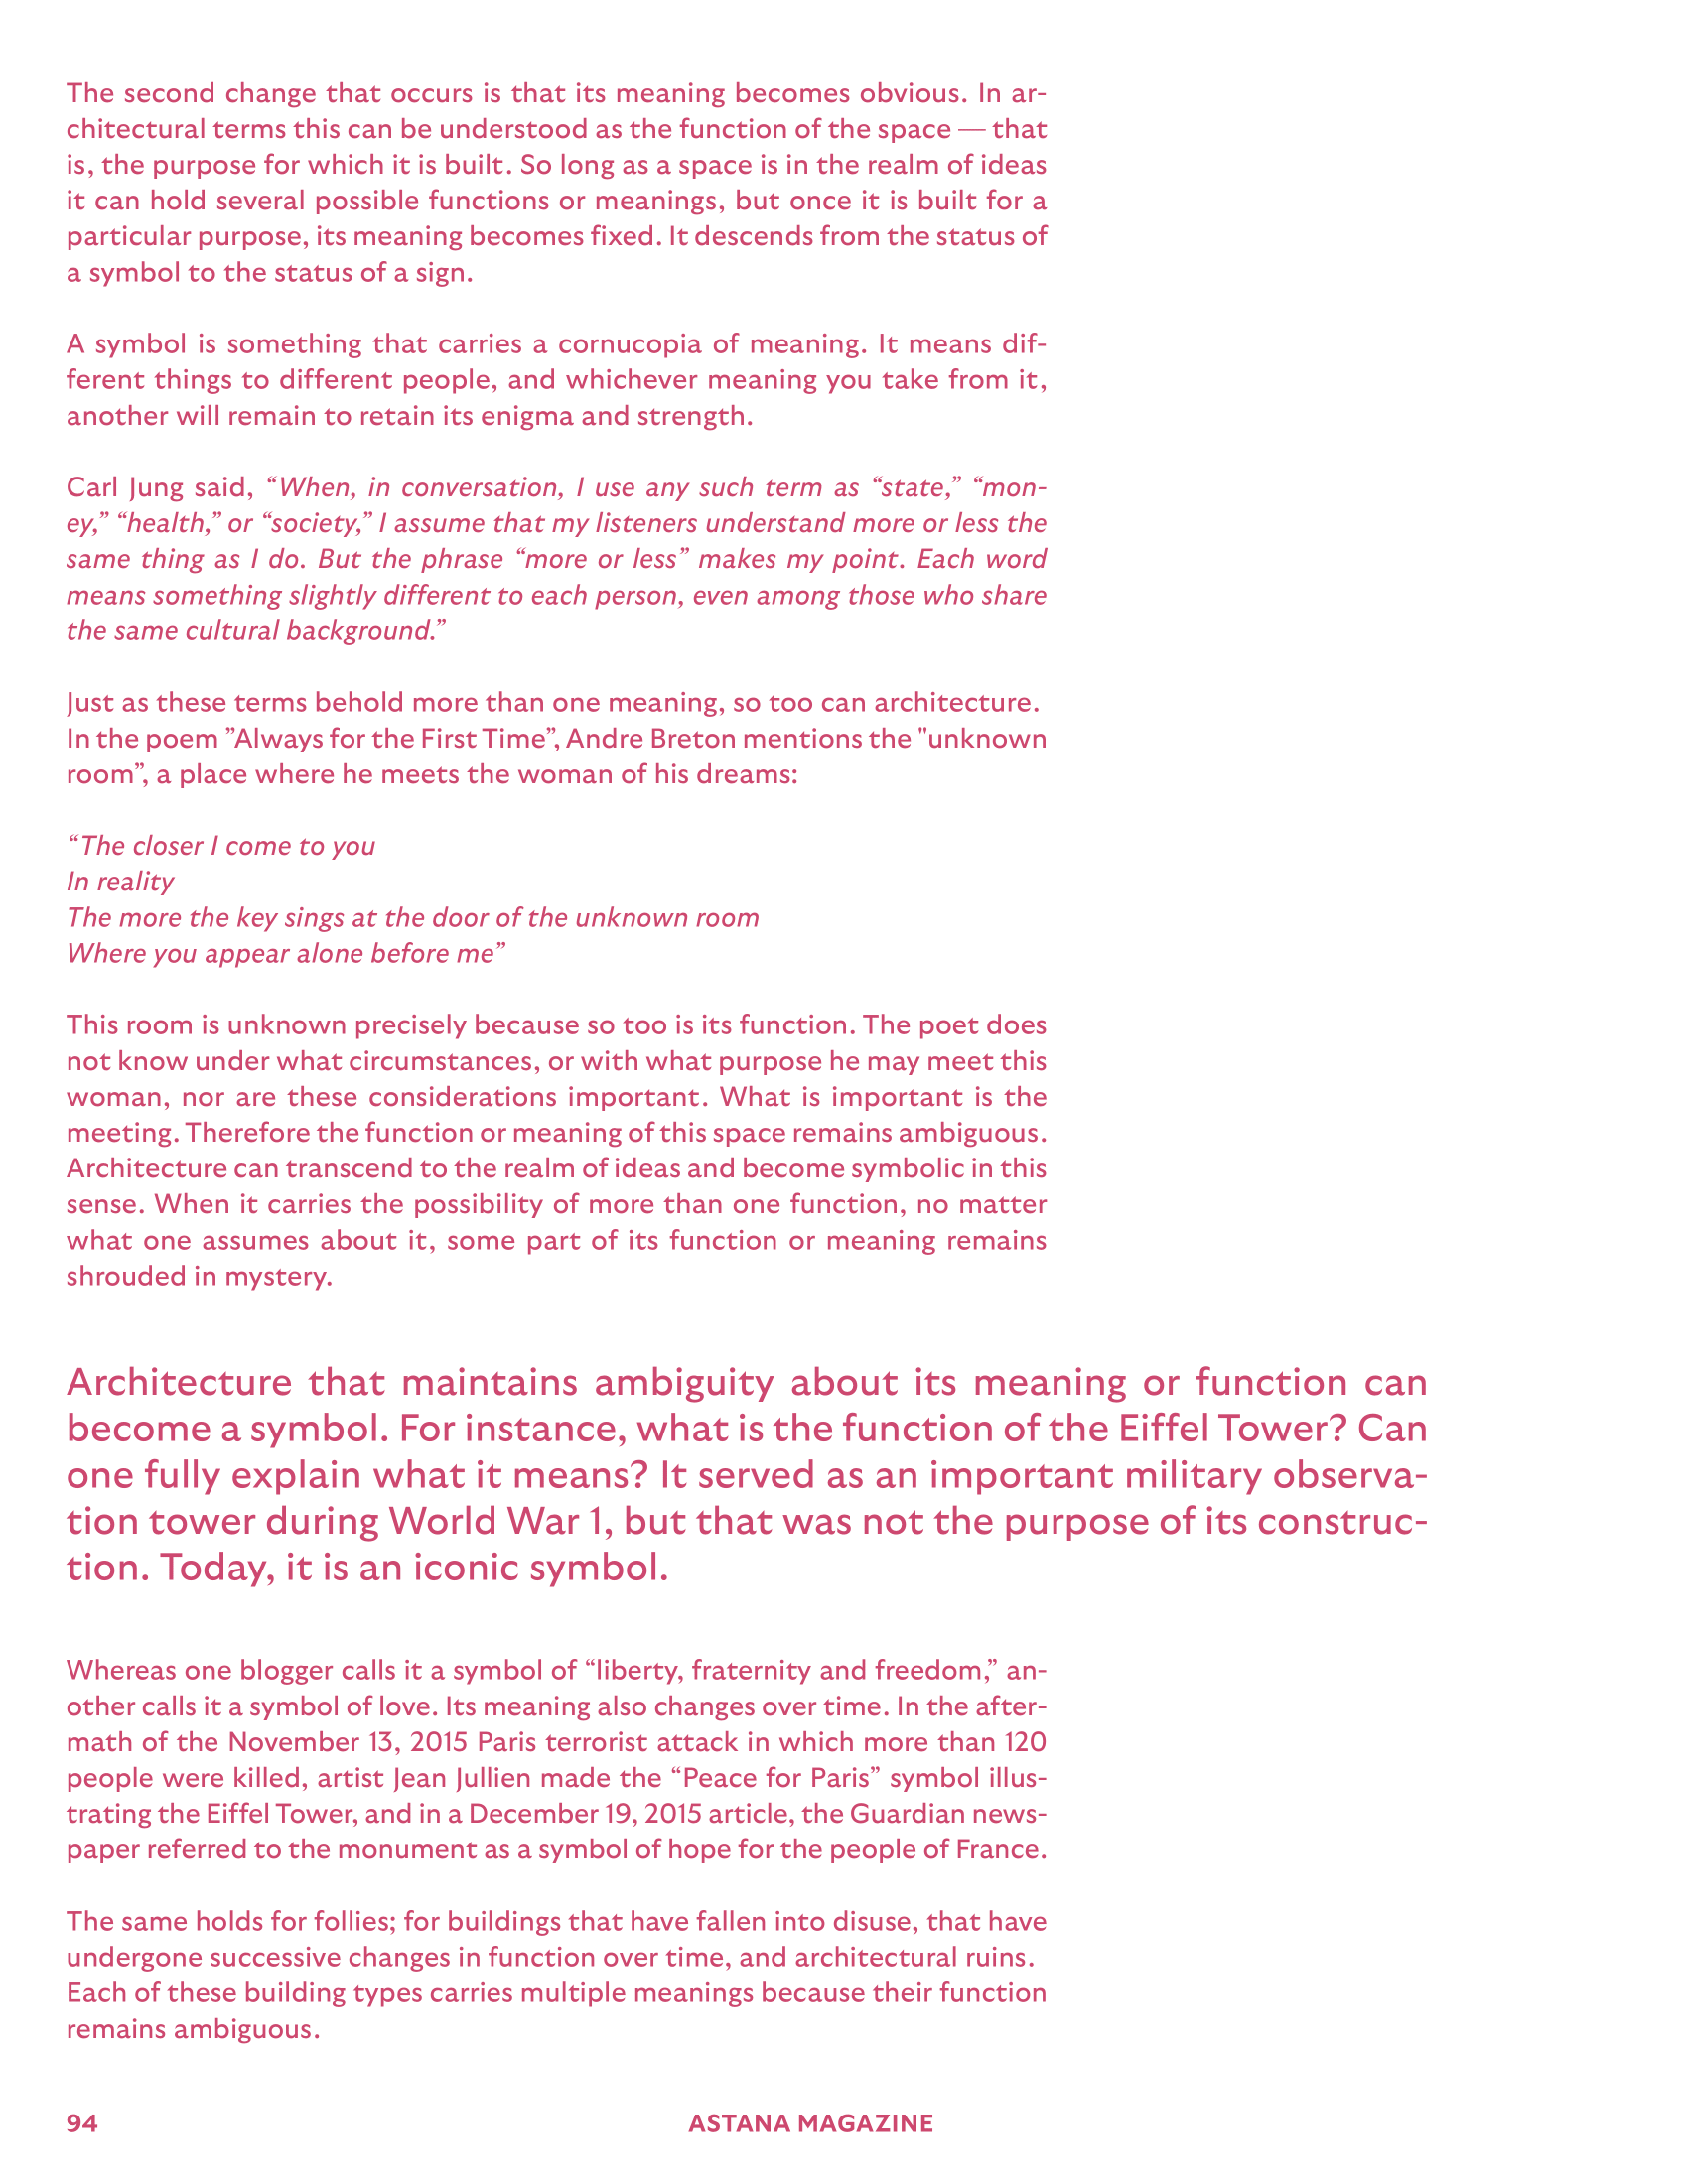 The second change that occurs is that its meaning becomes obvious. In ar-
chitectural terms this can be understood as the function of the space — that
is, the purpose for which it is built. So long as a space is in the realm of ideas
it can hold several possible functions or meanings, but once it is built for a
particular purpose, its meaning becomes fixed. It descends from the status of
a symbol to the status of a sign.
A symbol is something that carries a cornucopia of meaning. It means dif-
ferent things to different people, and whichever meaning you take from it,
another will remain to retain its enigma and strength.
Carl Jung said, “When, in conversation, I use any such term as “state,” “mon-
ey,” “health,” or “society,” I assume that my listeners understand more or less the
same thing as I do. But the phrase “more or less” makes my point. Each word
means something slightly different to each person, even among those who share
the same cultural background.”
Just as these terms behold more than one meaning, so too can architecture.
In the poem ”Always for the First Time”, Andre Breton mentions the "unknown
room”, a place where he meets the woman of his dreams:
“The closer I come to you
In reality
The more the key sings at the door of the unknown room
Where you appear alone before me”
This room is unknown precisely because so too is its function. The poet does
not know under what circumstances, or with what purpose he may meet this
woman, nor are these considerations important. What is important is the
meeting. Therefore the function or meaning of this space remains ambiguous.
Architecture can transcend to the realm of ideas and become symbolic in this
sense. When it carries the possibility of more than one function, no matter
what one assumes about it, some part of its function or meaning remains
shrouded in mystery.
Architecture that maintains ambiguity about its meaning or function can
become a symbol. For instance, what is the function of the Eiffel Tower? Can
one fully explain what it means? It served as an important military observa-
tion tower during World War 1, but that was not the purpose of its construc-
tion. Today, it is an iconic symbol.
Whereas one blogger calls it a symbol of “liberty, fraternity and freedom,” an-
other calls it a symbol of love. Its meaning also changes over time. In the after-
math of the November 13, 2015 Paris terrorist attack in which more than 120
people were killed, artist Jean Jullien made the “Peace for Paris” symbol illus-
trating the Eiffel Tower, and in a December 19, 2015 article, the Guardian news-
paper referred to the monument as a symbol of hope for the people of France.
The same holds for follies; for buildings that have fallen into disuse, that have
undergone successive changes in function over time, and architectural ruins.
Each of these building types carries multiple meanings because their function
remains ambiguous.
94
ASTANA MAGAZINE